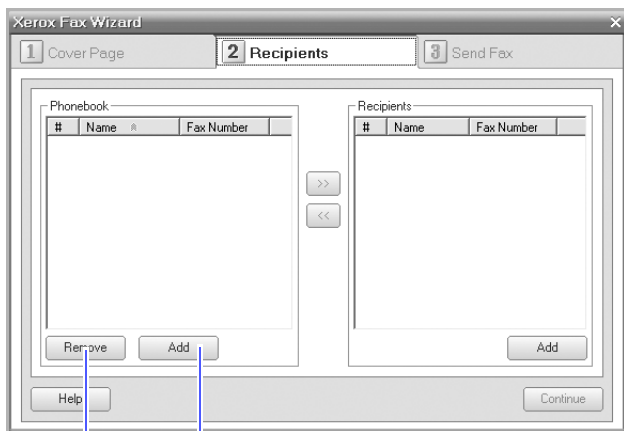 Xerox Fax Wizard ×
1 Cover Page 2 Recipients 3 Send Fax
Phonebook Recipients
# Name Fax Number # Name Fax Number
>>
<<
Remove Add Add
Help Continue